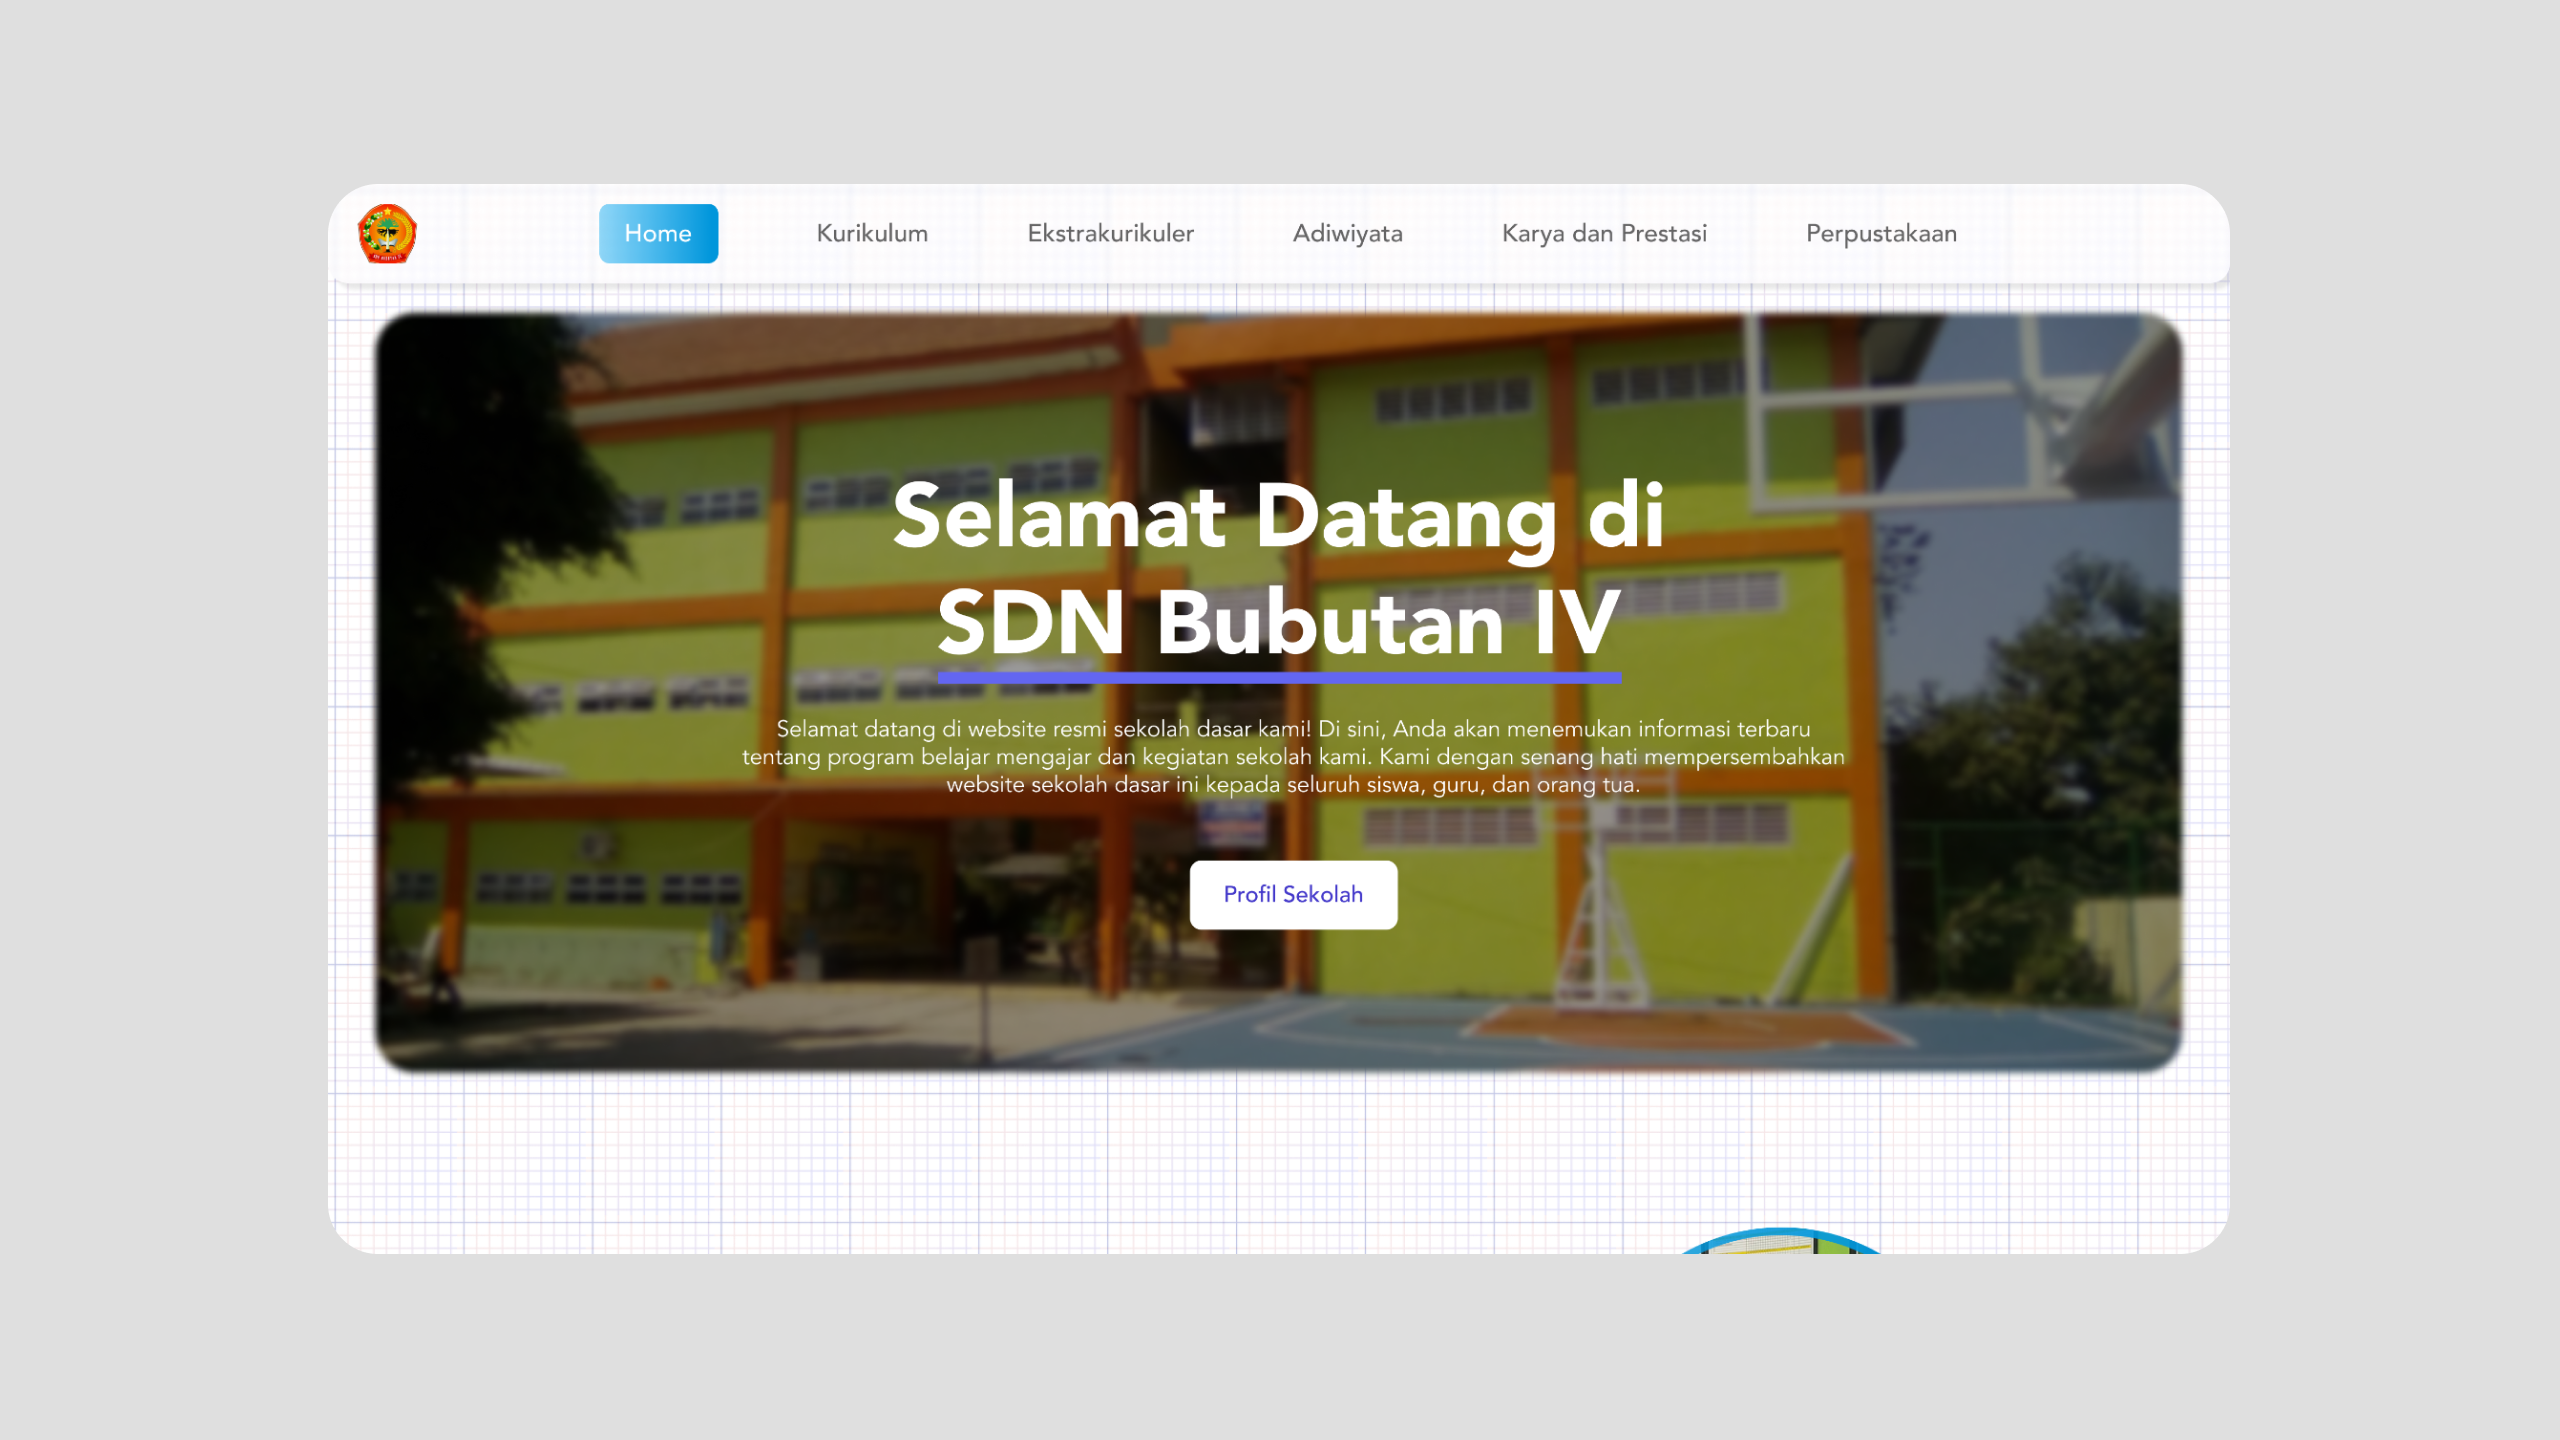 Home
Kurikulum
Ekstrakurikuler
Adiwiyata
Karya dan Prestasi
Perpustakaan
Selamat Datang di
SDN Bubutan IV
Selamat datang di website resmi sekolah dasar kami! Di sini, Anda akan menemukan informasi terbaru
tentang program belajar mengajar dan kegiatan sekolah kami. Kami dengan senang hati mempersembahkan
website sekolah dasar ini kepada seluruh siswa, guru, dan orang tua.
Profil Sekolah